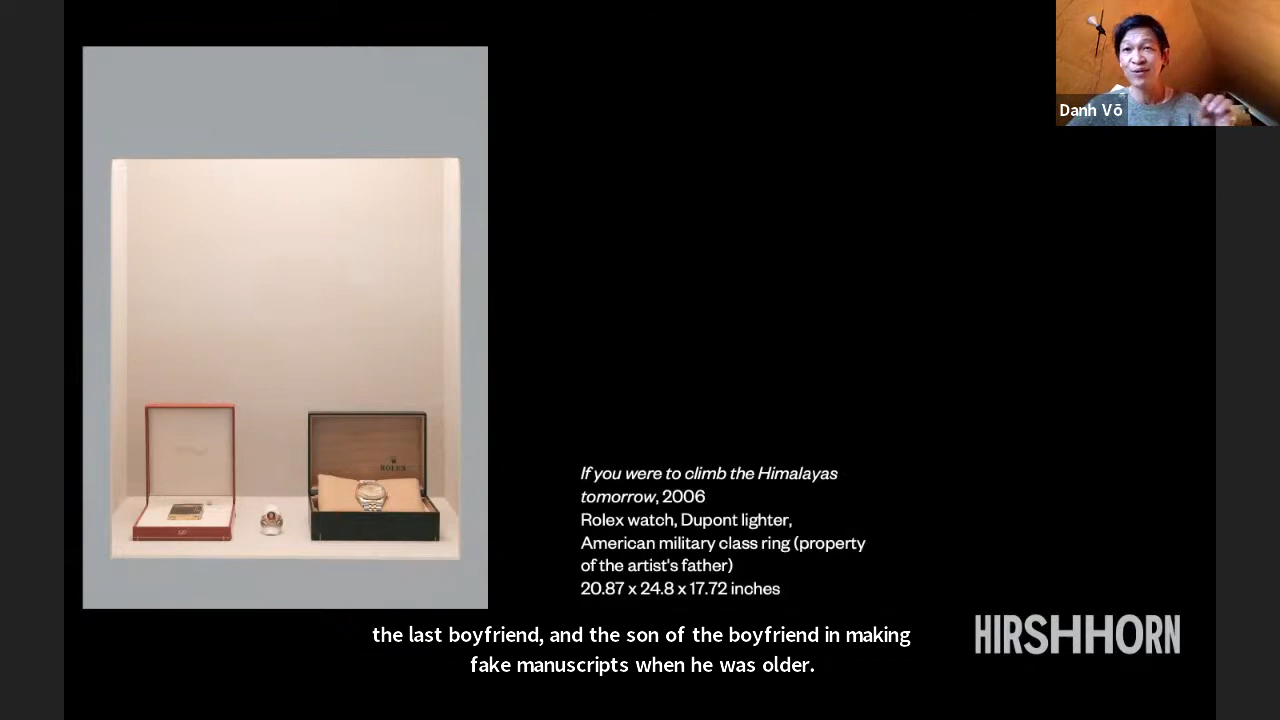 Danh Võ
ROLEX
If you were to climb the Himalayas
tomorrow, 2006
Rolex watch, Dupont lighter,
American military class ring (property
of the artist's father)
20.87 x 24.8 x 17.72 inches
HIRSHHORN
the last boyfriend, and the son of the boyfriend in making
fake manuscripts when he was older.